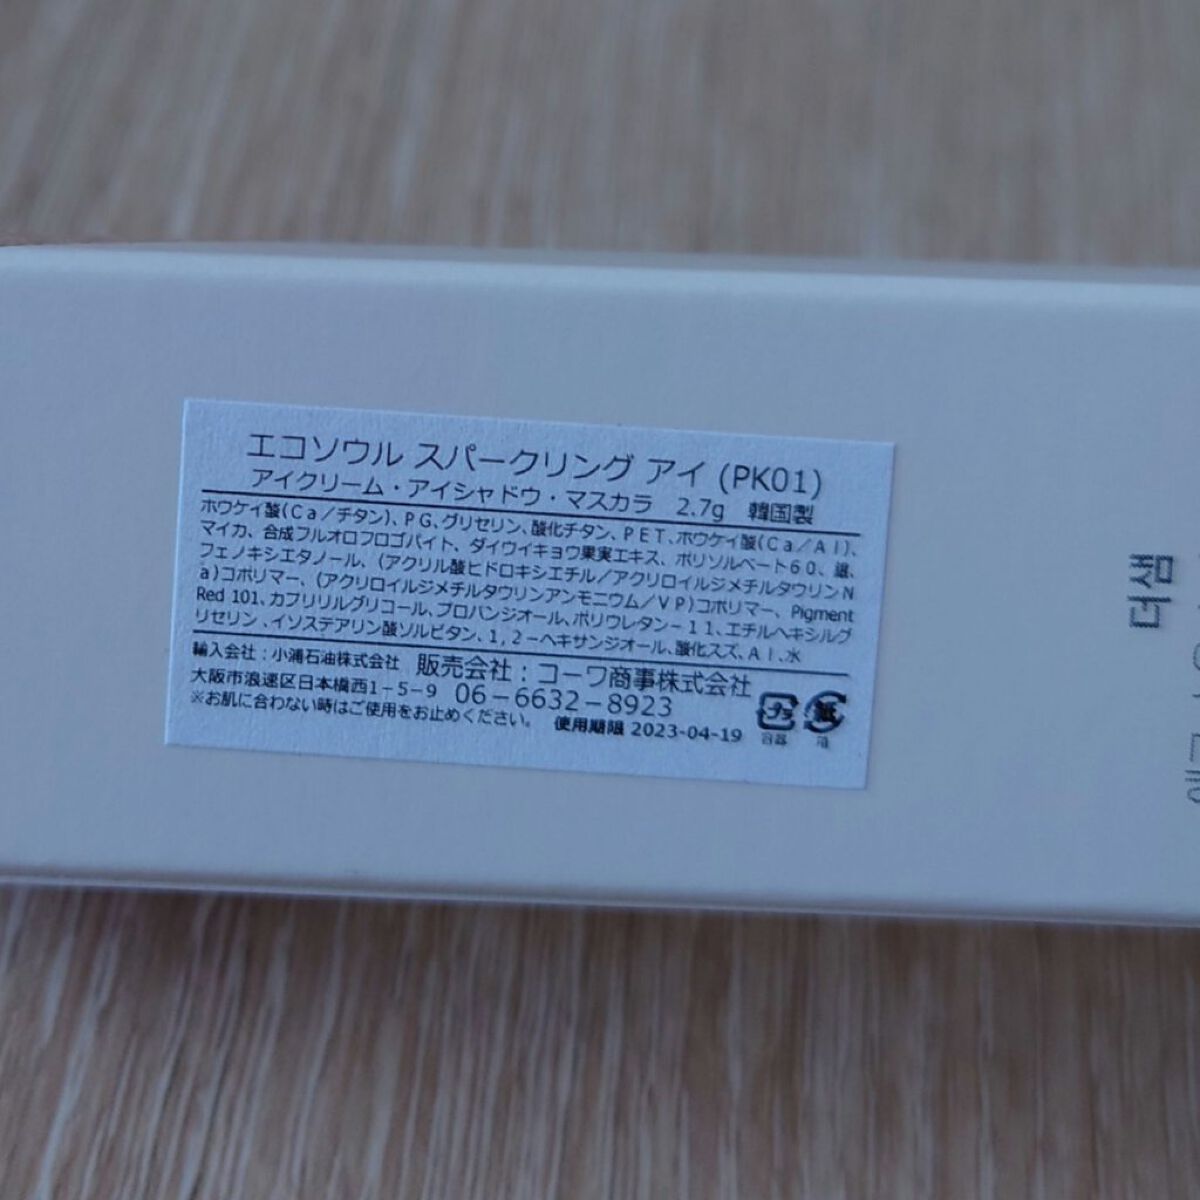 エコソウル スパークリング アイ (PK01)
アイクリーム・アイシャドウ・マスカラ 2.7g 韓国製
ホウケイ酸(Ca/チタン)、PG、グリセリン、酸化チタン、PET、ホウケイ酸(Ca/Al)、
マイカ、合成フルオロフロゴパイト、ダイウイキョウ果実エキス、ポリソルベート60、銀、
フェノキシエタノール、(アクリル酸ヒドロキシエチル/アクリロイルジメチルタウリンN
a)コポリマー、(アクリロイルジメチルタウリンアンモニウム/VP)コポリマー、Pigment
Red 101、カプリリルグリコール、プロパンジオール、ポリウレタン-11、エチルヘキシルグ
リセリン、イソステアリン酸ソルビタン、1,2-ヘキサンジオール、酸化スズ、Al、水
輸入会社:小浦石油株式会社 販売会社:コーワ商事株式会社
大阪市浪速区日本橋西1-5-9 06-6632-8923
※お肌に合わない時はご使用をお止めください。 使用期限 2023-04-19
プラ 紙
容器 箱